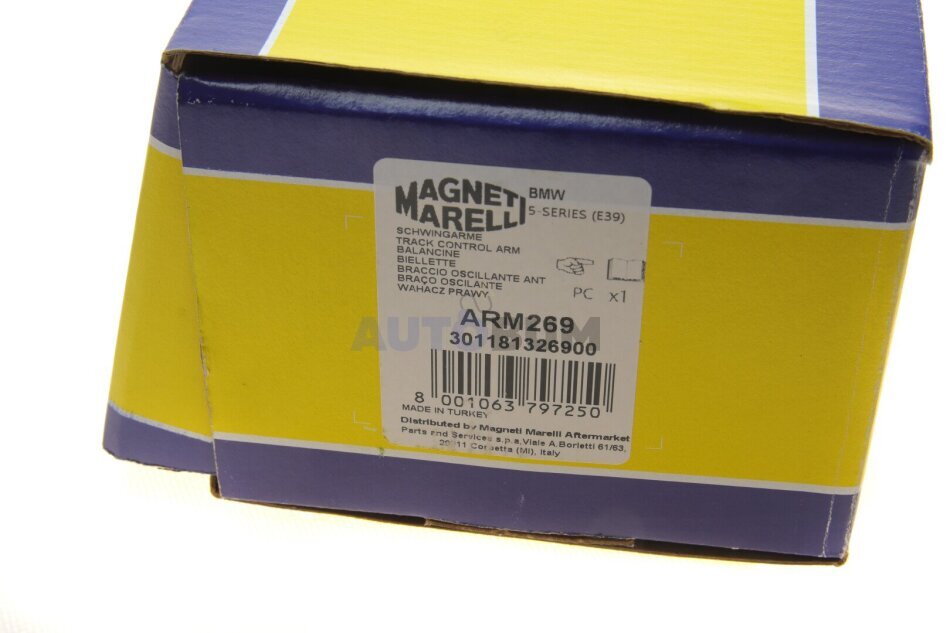 MAGNETI
MARELLI
BMW
5-SERIES (E39)
SCHWINGARME
TRACK CONTROL ARM
BALANCINE
BIELLETTE
BRACCIO OSCILLANTE ANT
BRAÇO OSCILANTE
WAHACZ PRAWY
PC x1
ARM269
301181326900
8 001063 797250
MADE IN TURKEY
Distributed by Magneti Marelli Aftermarket
Parts and Services s.p.a,Viale A.Borletti 61/63,
20011 Corbetta (MI), Italy